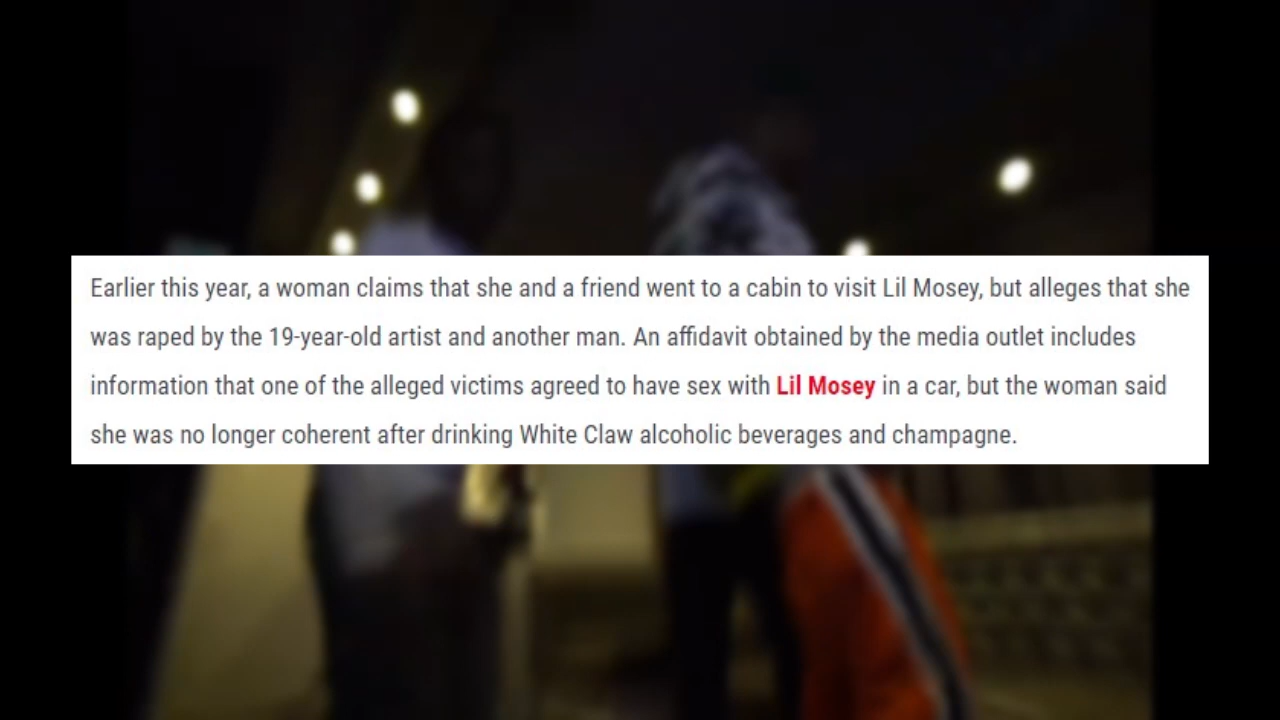 Earlier this year, a woman claims that she and a friend went to a cabin to visit Lil Mosey, but alleges that she
was raped by the 19-year-old artist and another man. An affidavit obtained by the media outlet includes
information that one of the alleged victims agreed to have sex with Lil Mosey in a car, but the woman said
she was no longer coherent after drinking White Claw alcoholic beverages and champagne.